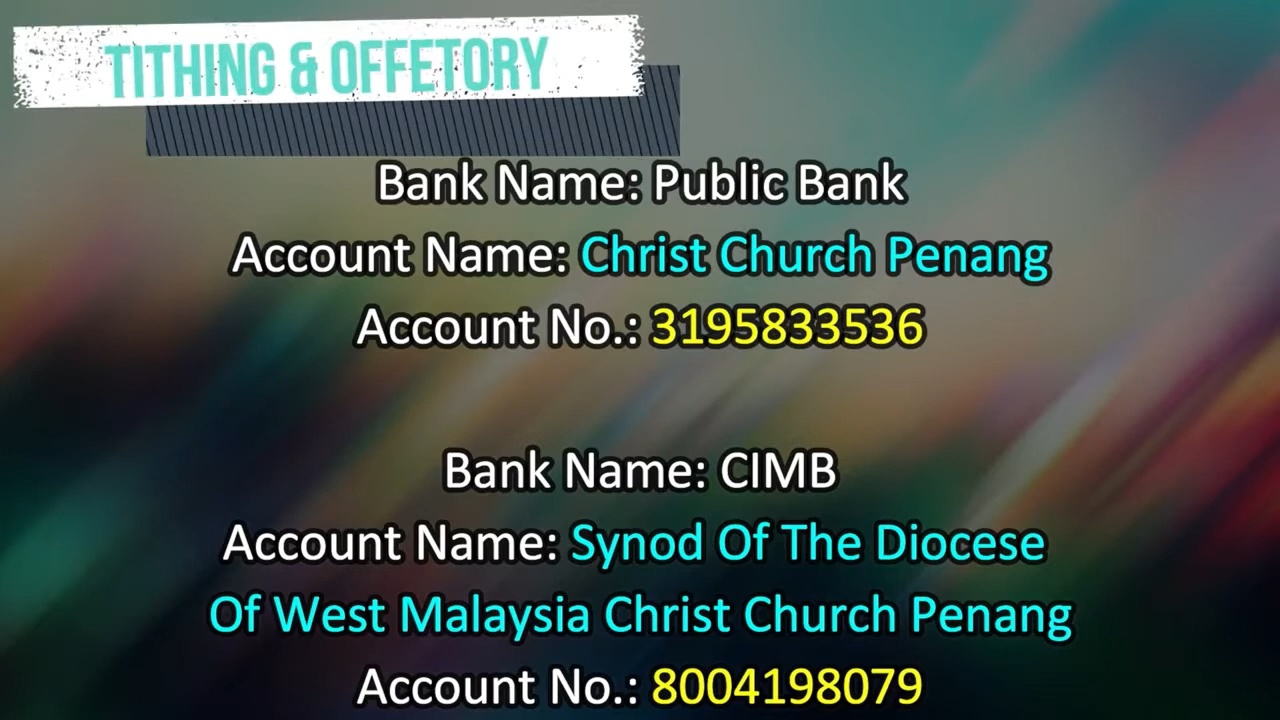 TITHING & OFFETORY
Bank Name: Public Bank
Account Name: Christ Church Penang
Account No.: 3195833536
Bank Name: CIMB
Account Name: Synod Of The Diocese
Of West Malaysia Christ Church Penang
Account No.: 8004198079